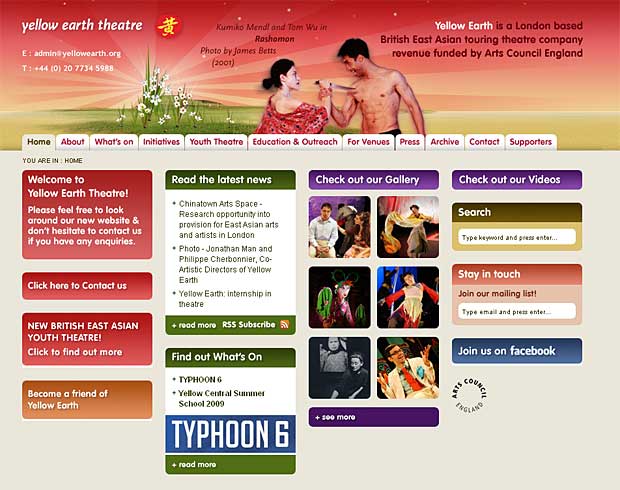 yellow earth theatre 黃
E : admin@yellowearth.org
T : +44 (0) 20 7734 5988
Kumiko Mendl and Tom Wu in
Rashomon
Photo by James Betts
(2001)
Yellow Earth is a London based
British East Asian touring theatre company
revenue funded by Arts Council England
Home
About
What's on
Initiatives
Youth Theatre
Education & Outreach
For Venues
Press
Archive
Contact
Supporters
YOU ARE IN : HOME
Welcome to
Yellow Earth Theatre!
Please feel free to look
around our new website &
don't hesitate to contact us
if you have any enquiries.
Click here to Contact us
NEW BRITISH EAST ASIAN
YOUTH THEATRE!
Click to find out more
Become a friend of
Yellow Earth
Read the latest news
Chinatown Arts Space -
Research opportunity into
provision for East Asian arts
and artists in London
Photo - Jonathan Man and
Philippe Cherbonnier, Co-
Artistic Directors of Yellow
Earth
Yellow Earth: internship in
theatre
+ read more RSS Subscribe
Find out What's On
TYPHOON 6
Yellow Central Summer
School 2009
TYPHOON 6
+ read more
Check out our Gallery
+ see more
Check out our Videos
Search
Type keyword and press enter...
Stay in touch
Join our mailing list!
Type email and press enter...
Join us on facebook
ARTS COUNCIL
ENGLAND